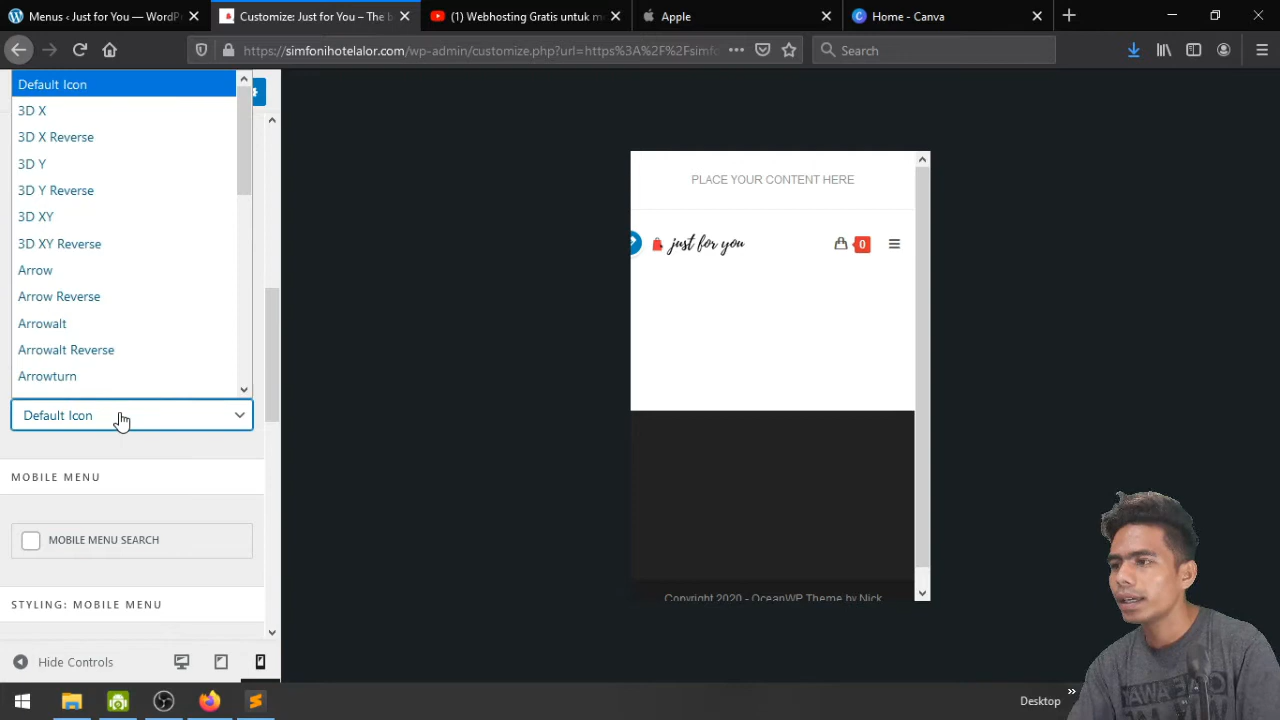 Menus ‹ Just for You — WordPr
Customize: Just for You – The b
(1) Webhosting Gratis untuk me
Apple
Home - Canva
https://simfonihotelalor.com/wp-admin/customize.php?url=https%3A%2F%2Fsimfo
Search
Default Icon
3D X
3D X Reverse
3D Y
3D Y Reverse
3D XY
3D XY Reverse
Arrow
Arrow Reverse
Arrowalt
Arrowalt Reverse
Arrowturn
Default Icon
MOBILE MENU
MOBILE MENU SEARCH
STYLING: MOBILE MENU
Hide Controls
PLACE YOUR CONTENT HERE
just for you
0
Copyright 2020 - OceanWP Theme by Nick
Desktop